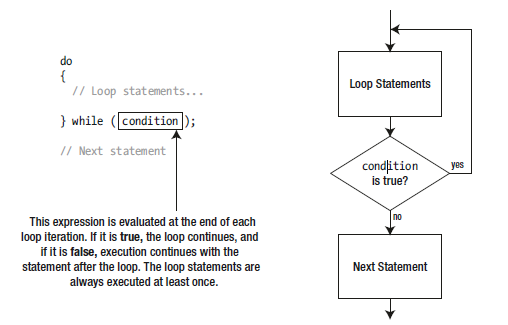 do
{
// Loop statements...
} while ( condition );
// Next statement
This expression is evaluated at the end of each
loop iteration. If it is true, the loop continues, and
if it is false, execution continues with the
statement after the loop. The loop statements are
always executed at least once.
Loop Statements
condition
is true?
yes
no
Next Statement